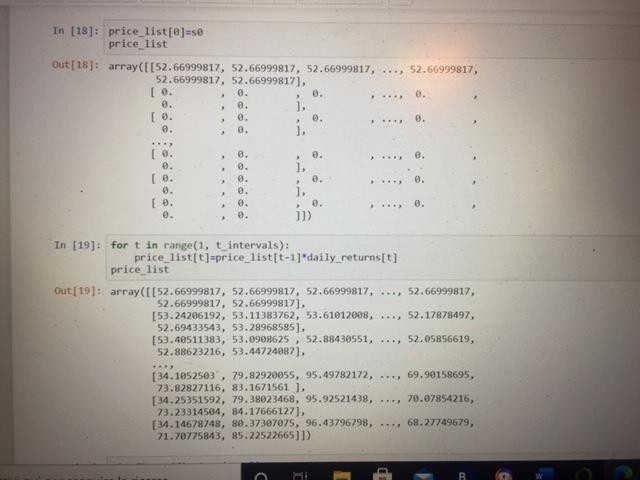 In [18]: price_list[0]=s0
price_list
Out[18]: array([[52.66999817, 52.66999817, 52.66999817, ..., 52.66999817,
52.66999817, 52.66999817],
[ 0. , 0. , 0. , ..., 0. ,
0. , 0. ],
[ 0. , 0. , 0. , ..., 0. ,
0. , 0. ],
...,
[ 0. , 0. , 0. , ..., 0. ,
0. , 0. ],
[ 0. , 0. , 0. , ..., 0. ,
0. , 0. ],
[ 0. , 0. , 0. , ..., 0. ,
0. , 0. ]])
In [19]: for t in range(1, t_intervals):
price_list[t]=price_list[t-1]*daily_returns[t]
price_list
Out[19]: array([[52.66999817, 52.66999817, 52.66999817, ..., 52.66999817,
52.66999817, 52.66999817],
[53.24206192, 53.11383762, 53.61012008, ..., 52.17878497,
52.69433543, 53.28968585],
[53.40511383, 53.0908625 , 52.88430551, ..., 52.05856619,
52.88623216, 53.44724087],
...,
[34.1052503 , 79.82920055, 95.49782172, ..., 69.90158695,
73.82827116, 83.1671561 ],
[34.25351592, 79.38023468, 95.92521438, ..., 70.07854216,
73.23314504, 84.17666127],
[34.14678748, 80.37307075, 96.43796798, ..., 68.27749679,
71.70775843, 85.22522665]])